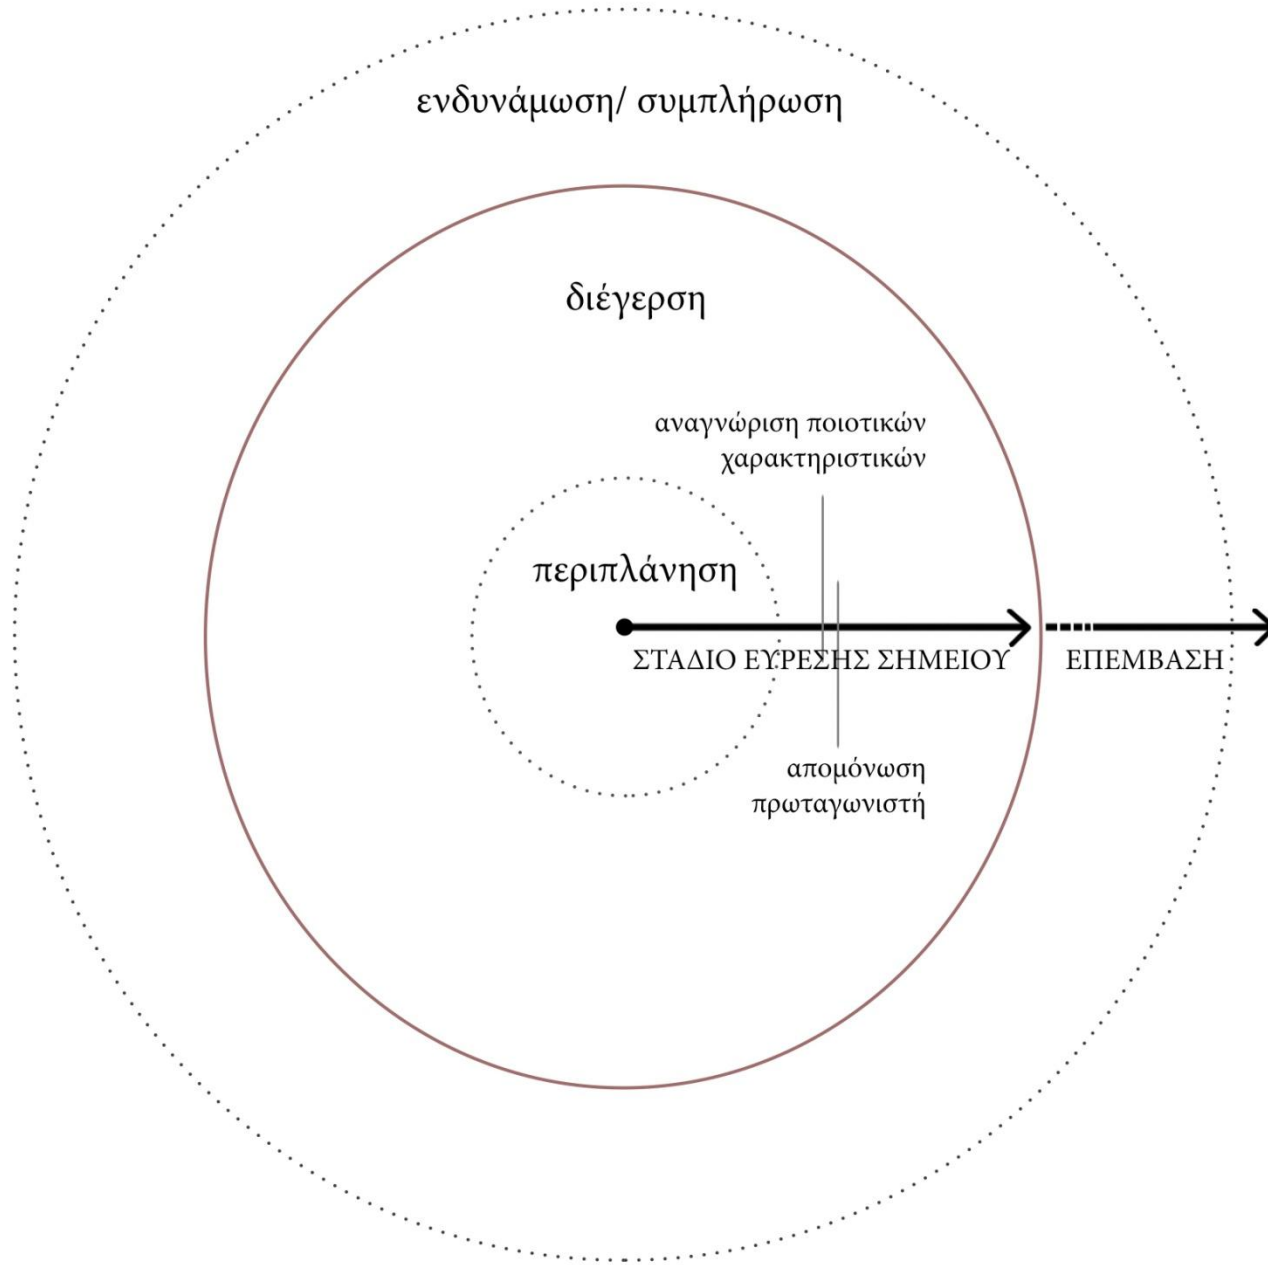 ενδυνάμωση/ συμπλήρωση
διέγερση
αναγνώριση ποιοτικών
χαρακτηριστικών
περιπλάνηση
ΣΤΑΔΙΟ ΕΥΡΕΣΗΣ ΣΗΜΕΙΟΥ
ΕΠΕΜΒΑΣΗ
απομόνωση
πρωταγωνιστή